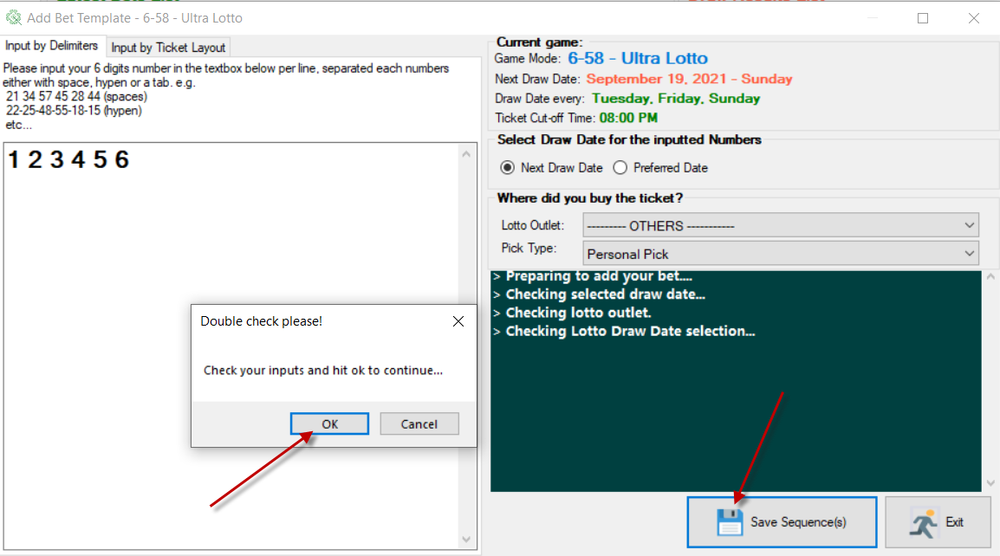 Add Bet Template - 6-58 - Ultra Lotto
Input by Delimiters
Input by Ticket Layout
Please input your 6 digits number in the textbox below per line, separated each numbers
either with space, hypen or a tab. e.g.
21 34 57 45 28 44 (spaces)
22-25-48-55-18-15 (hypen)
etc...
1 2 3 4 5 6
Double check please!
Check your inputs and hit ok to continue...
OK
Cancel
Current game:
Game Mode: 6-58 - Ultra Lotto
Next Draw Date: September 19, 2021 - Sunday
Draw Date every: Tuesday, Friday, Sunday
Ticket Cut-off Time: 08:00 PM
Select Draw Date for the inputted Numbers
Next Draw Date
Preferred Date
Where did you buy the ticket?
Lotto Outlet: --------- OTHERS -----------
Pick Type: Personal Pick
> Preparing to add your bet....
> Checking selected draw date...
> Checking lotto outlet.
> Checking Lotto Draw Date selection...
Save Sequence(s)
Exit